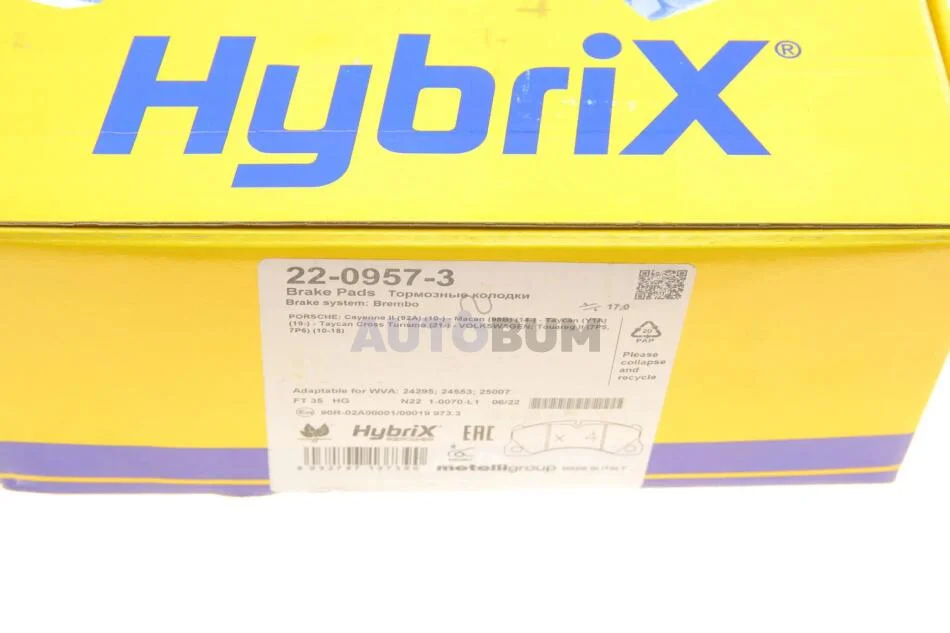 HybriX®
22-0957-3
Brake Pads Тормозные колодки
Brake system: Brembo
17,0
PORSCHE: Cayenne II (92A) (10-) - Macan (95B) (14-) - Taycan (Y1A)
(19-) - Taycan Cross Turismo (21-) - VOLKSWAGEN: Touareg II (7P5,
7P6) (10-18)
AUTOBUM
20
PAP
Please
collapse
and
recycle
Adaptable for WVA: 24295; 24553; 25007
FT 35 HG N22 1-0070-L1 06/22
90R-02A00001/00019 973.3
HybriX EAC
x 4
metelligroup MADE IN ITALY